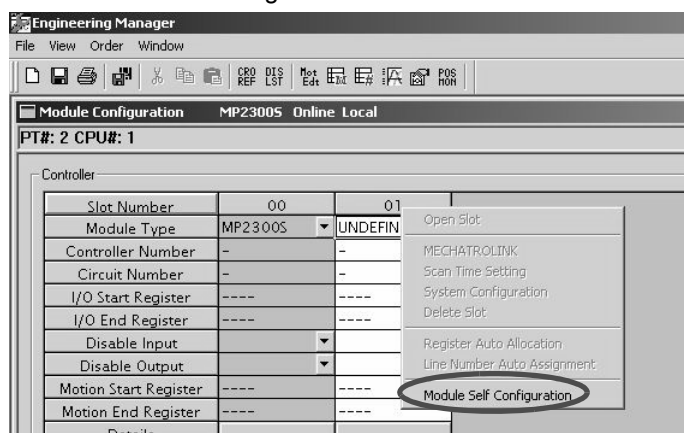 Engineering Manager
File View Order Window
CRO REF DIS LST Mot Edt POS MON
Module Configuration MP2300S Online Local
PT#: 2 CPU#: 1
Controller
Slot Number 00 01
Module Type MP2300S UNDEFIN
Controller Number - -
Circuit Number - -
I/O Start Register ---- ----
I/O End Register ---- ----
Disable Input
Disable Output
Motion Start Register ---- ----
Motion End Register ---- ----
Details
Open Slot
MECHATROLINK
Scan Time Setting
System Configuration
Delete Slot
Register Auto Allocation
Line Number Auto Assignment
Module Self Configuration